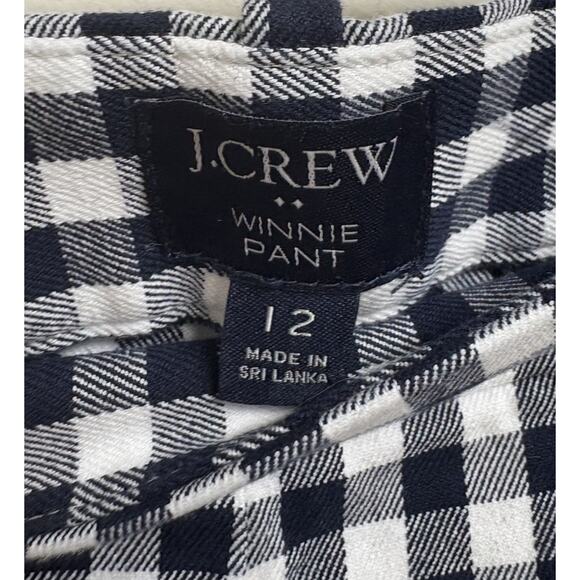 J.CREW
WINNIE
PANT
12
MADE IN
SRI LANKA